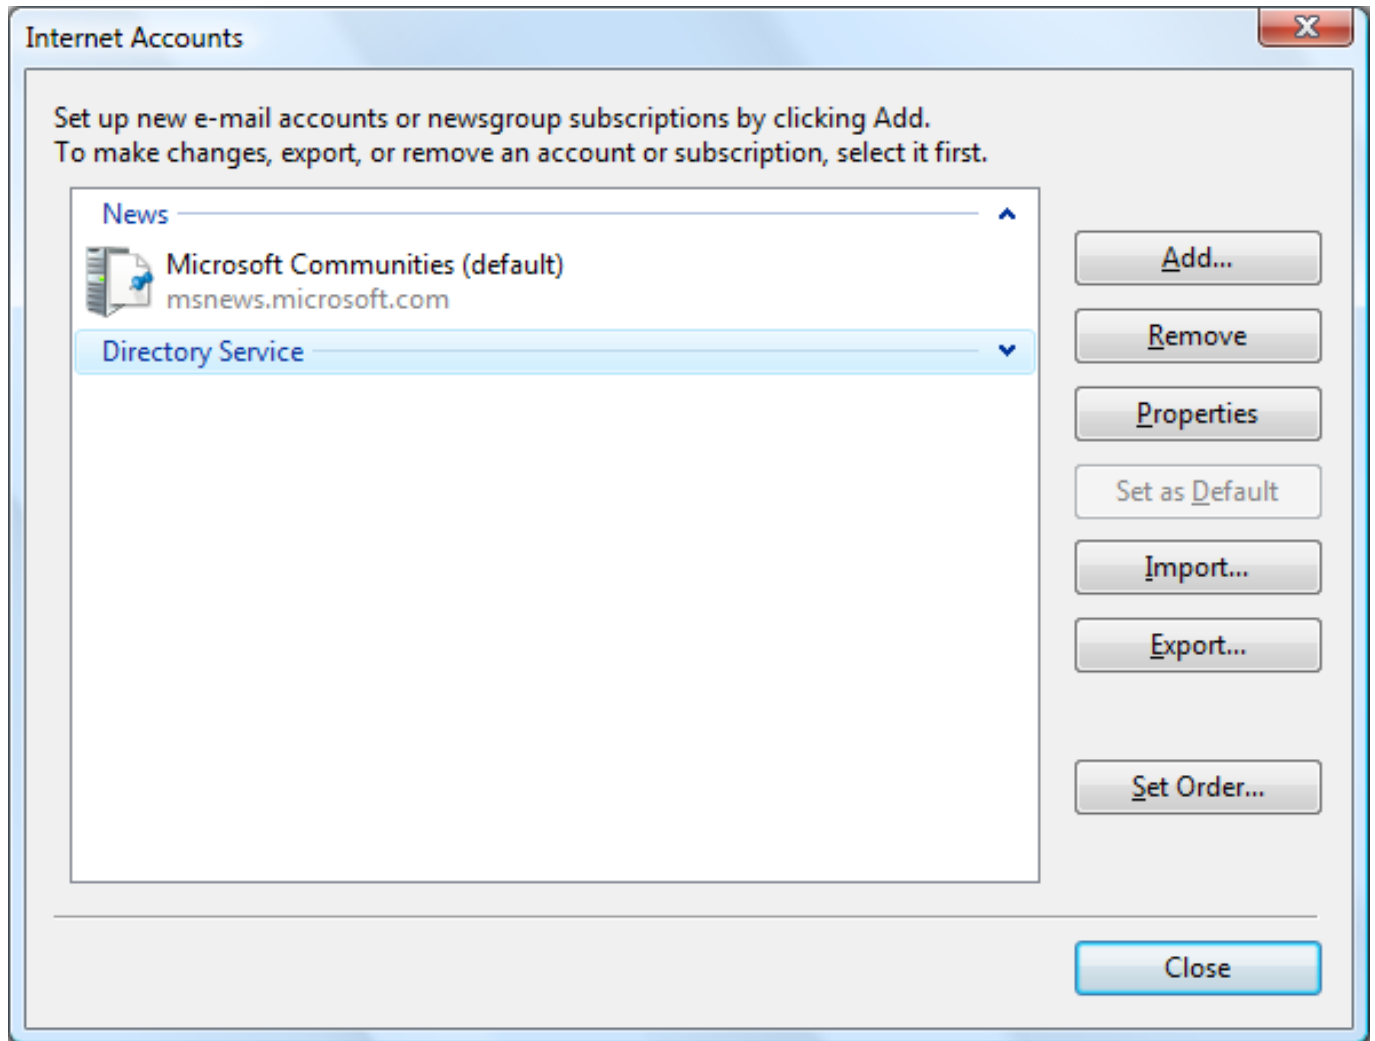 Internet Accounts
Set up new e-mail accounts or newsgroup subscriptions by clicking Add.
To make changes, export, or remove an account or subscription, select it first.
News
Microsoft Communities (default)
msnews.microsoft.com
Directory Service
Add...
Remove
Properties
Set as Default
Import...
Export...
Set Order...
Close